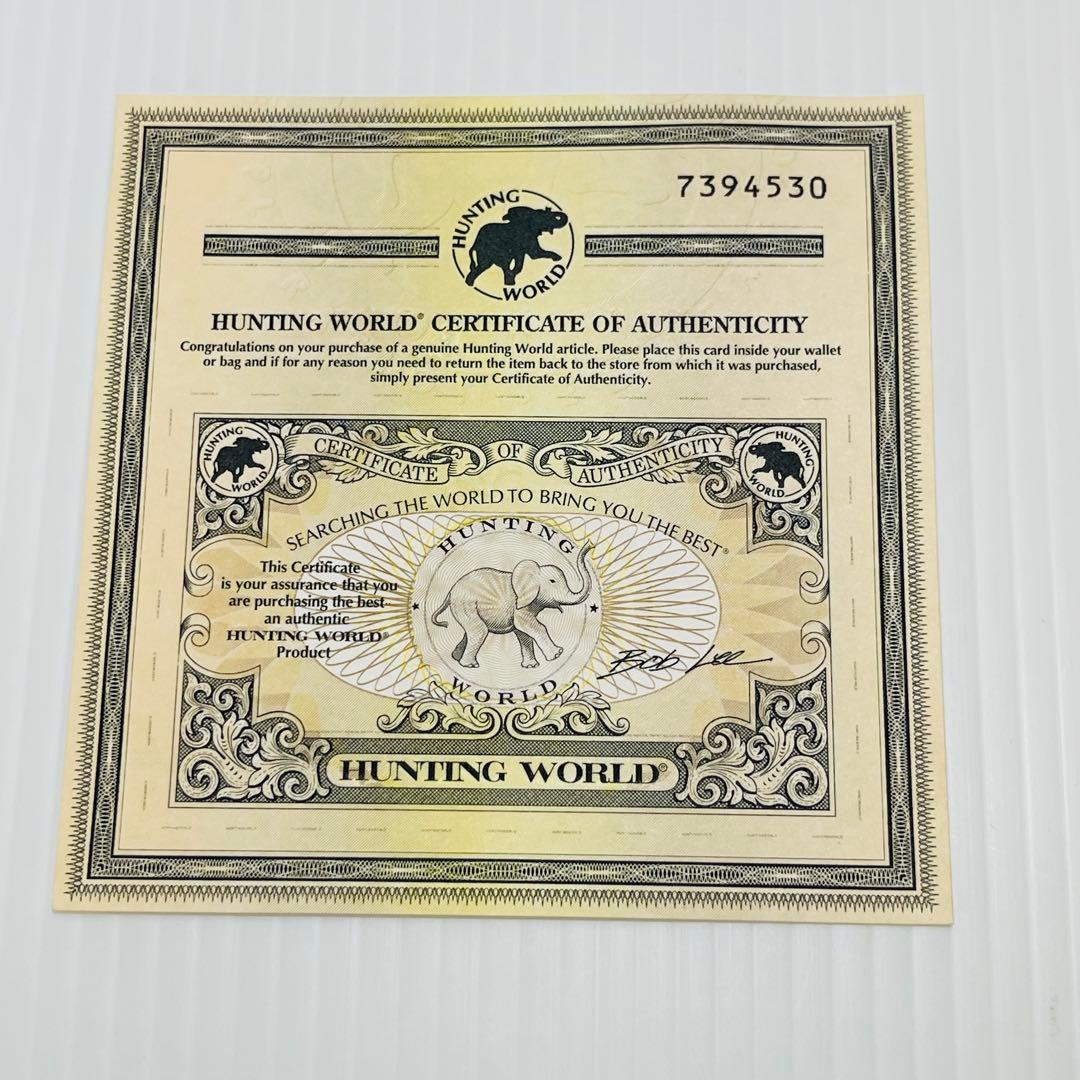 7394530
HUNTING
WORLD
HUNTING WORLD® CERTIFICATE OF AUTHENTICITY
Congratulations on your purchase of a genuine Hunting World article. Please place this card inside your wallet
or bag and if for any reason you need to return the item back to the store from which it was purchased,
simply present your Certificate of Authenticity.
HUNTING
WORLD
CERTIFICATE OF AUTHENTICITY
HUNTING
WORLD
SEARCHING THE WORLD TO BRING YOU THE BEST®
HUNTING
WORLD
This Certificate
is your assurance that you
are purchasing the best
an authentic
HUNTING WORLD®
Product
Bob Lee
HUNTING WORLD®